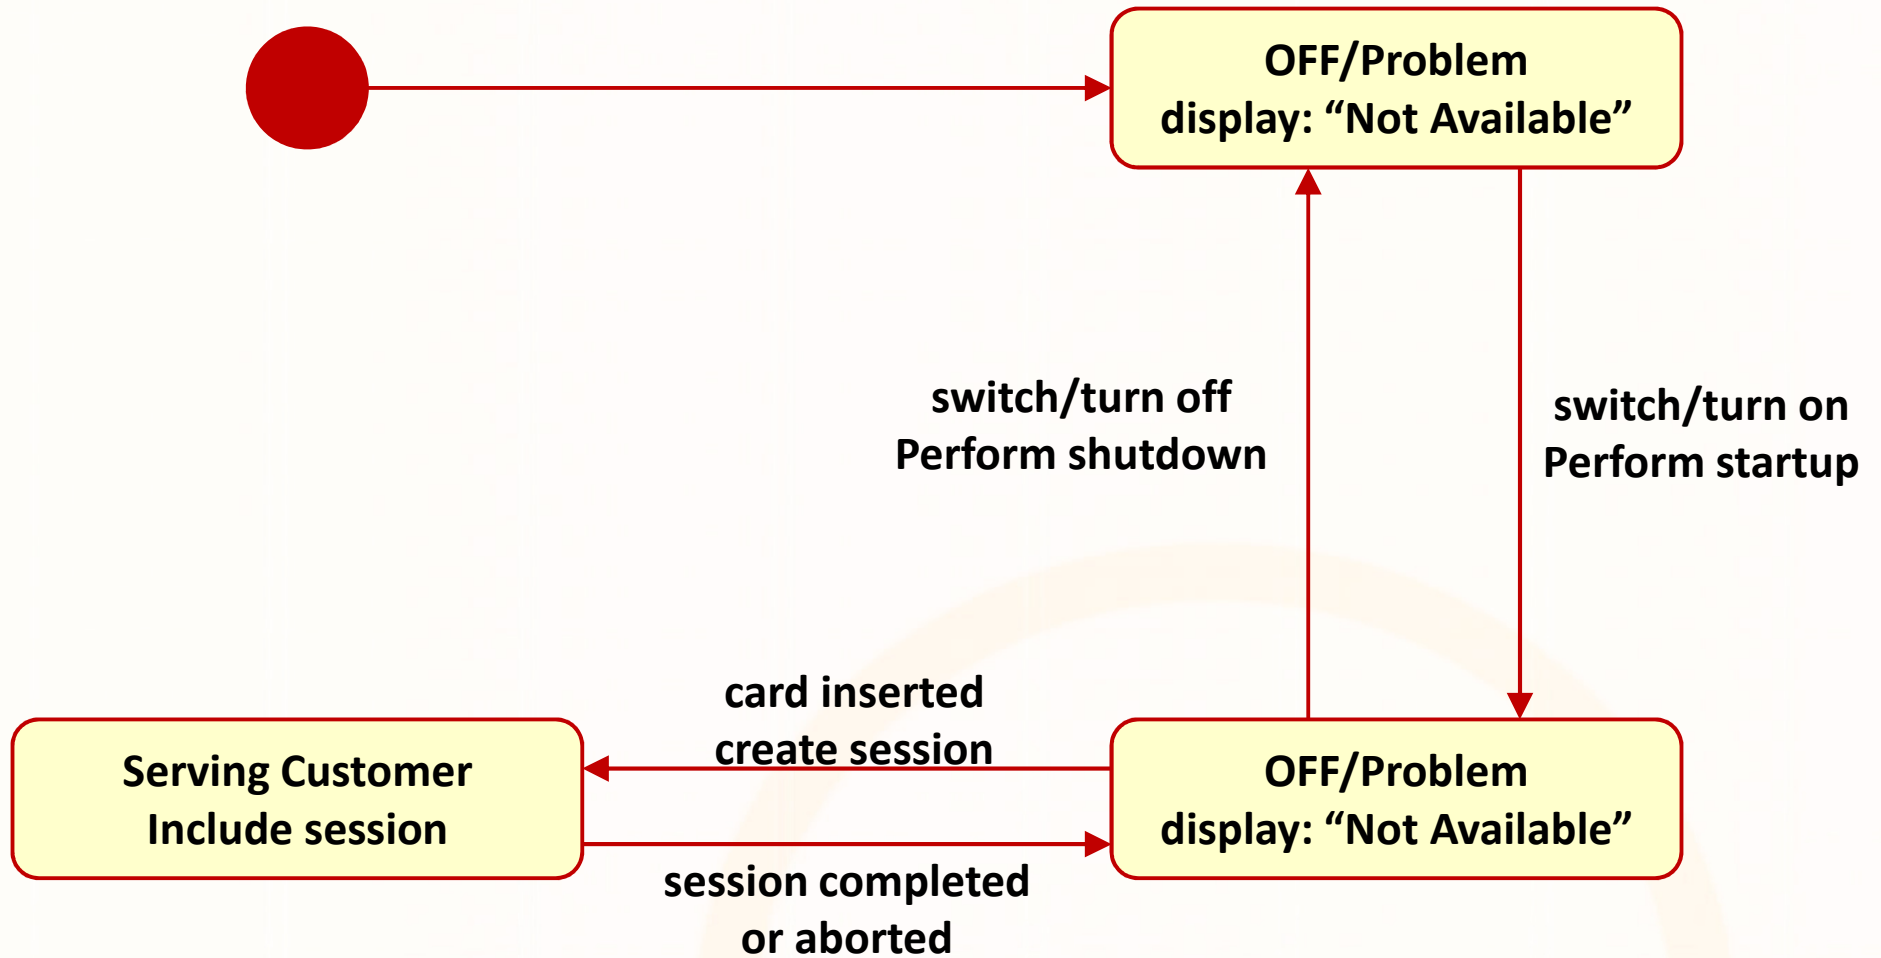 OFF/Problem
display: “Not Available”
switch/turn off
Perform shutdown
switch/turn on
Perform startup
card inserted
create session
Serving Customer
Include session
OFF/Problem
display: “Not Available”
session completed
or aborted